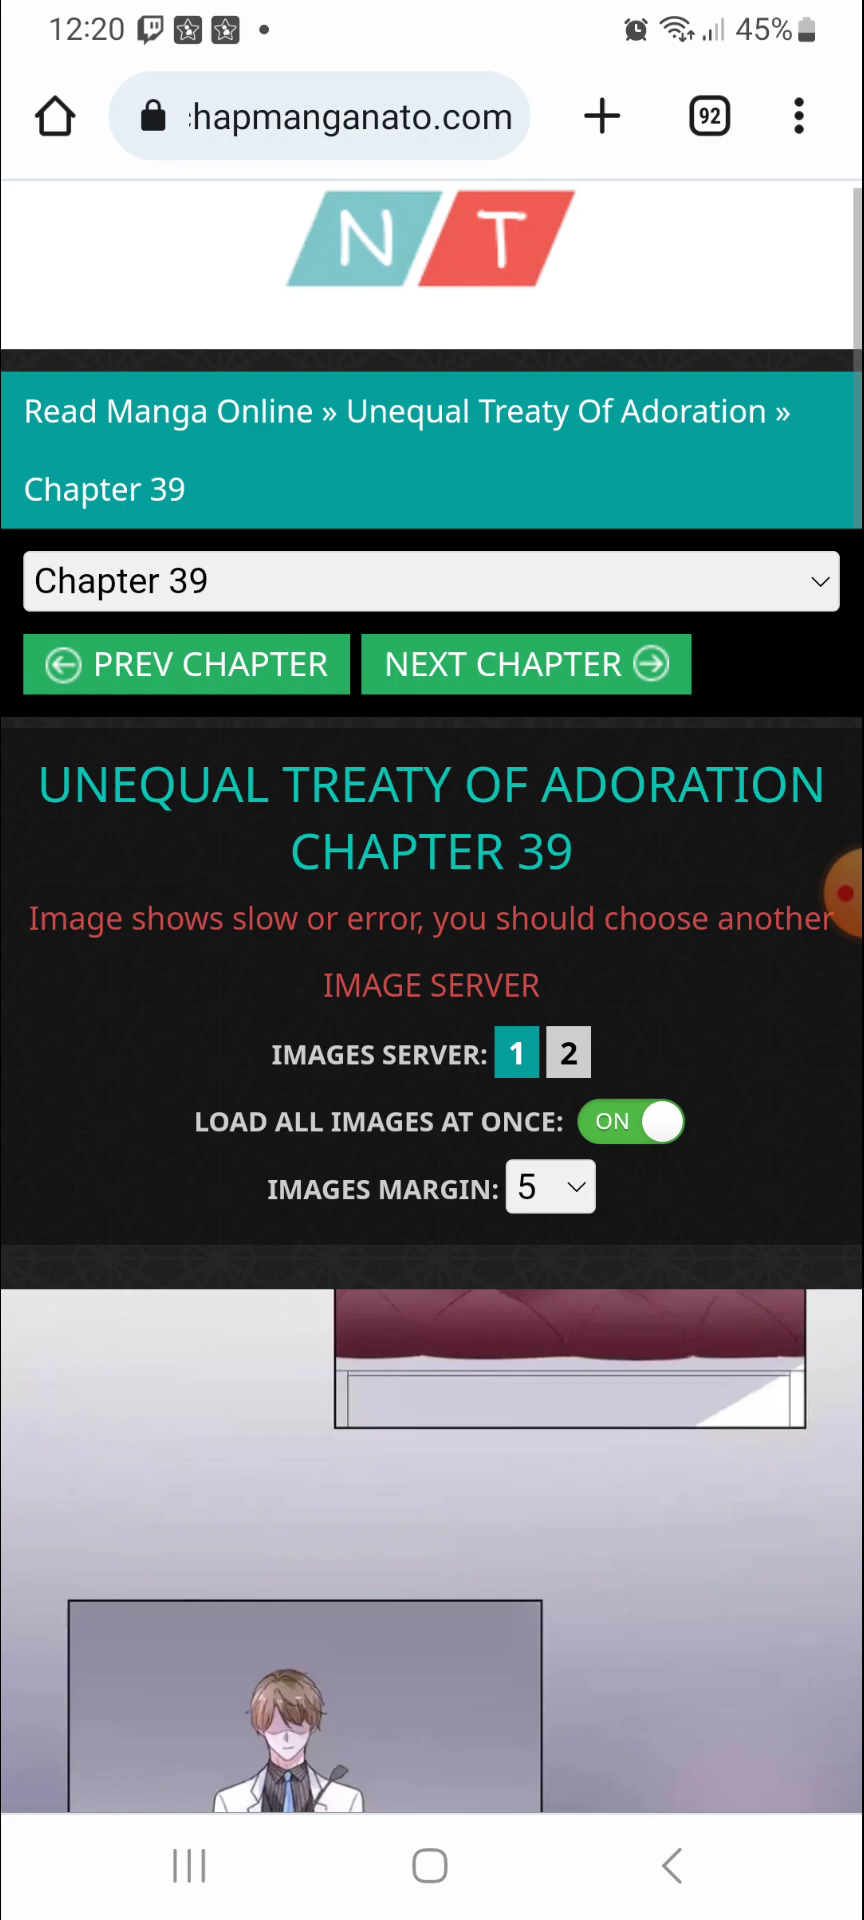 12:20
45%
hapmanganato.com
92
N T
Read Manga Online » Unequal Treaty Of Adoration »
Chapter 39
Chapter 39
PREV CHAPTER
NEXT CHAPTER
UNEQUAL TREATY OF ADORATION
CHAPTER 39
Image shows slow or error, you should choose another
IMAGE SERVER
IMAGES SERVER: 1 2
LOAD ALL IMAGES AT ONCE: ON
IMAGES MARGIN: 5